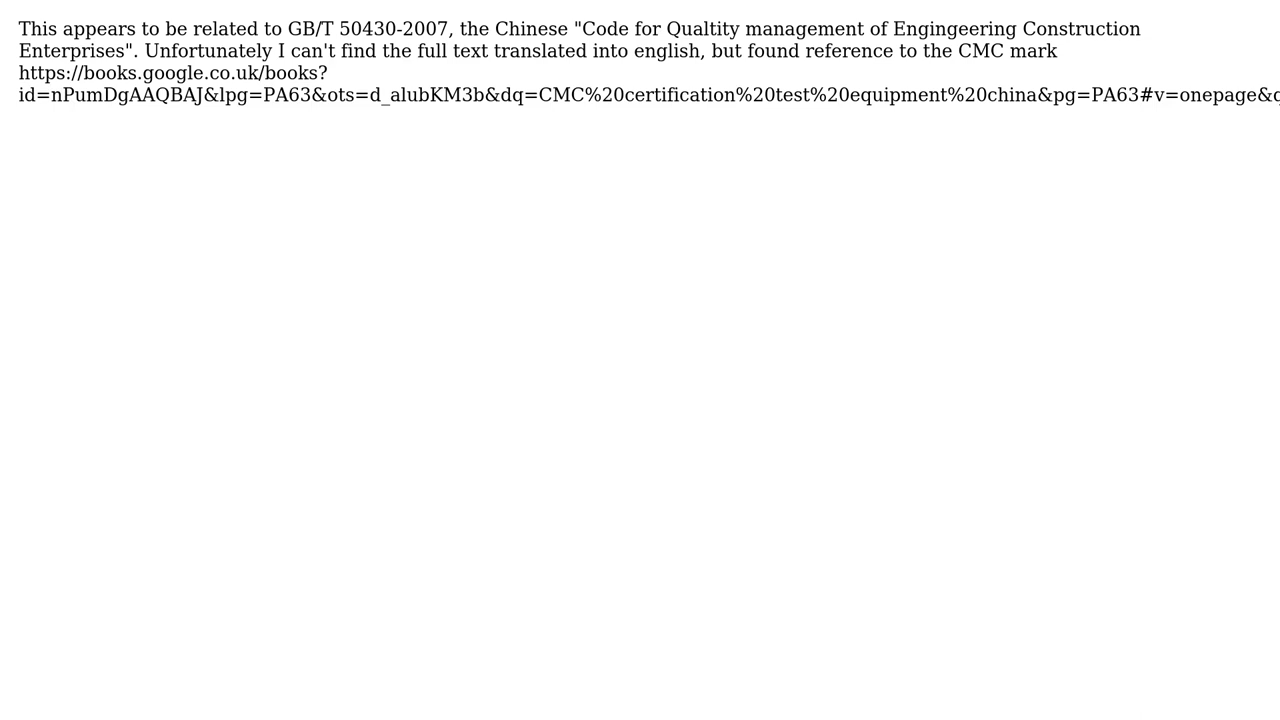 This appears to be related to GB/T 50430-2007, the Chinese "Code for Qualtity management of Engingeering Construction
Enterprises". Unfortunately I can't find the full text translated into english, but found reference to the CMC mark
https://books.google.co.uk/books?
id=nPumDgAAQBAJ&lpg=PA63&ots=d_alubKM3b&dq=CMC%20certification%20test%20equipment%20china&pg=PA63#v=onepage&q